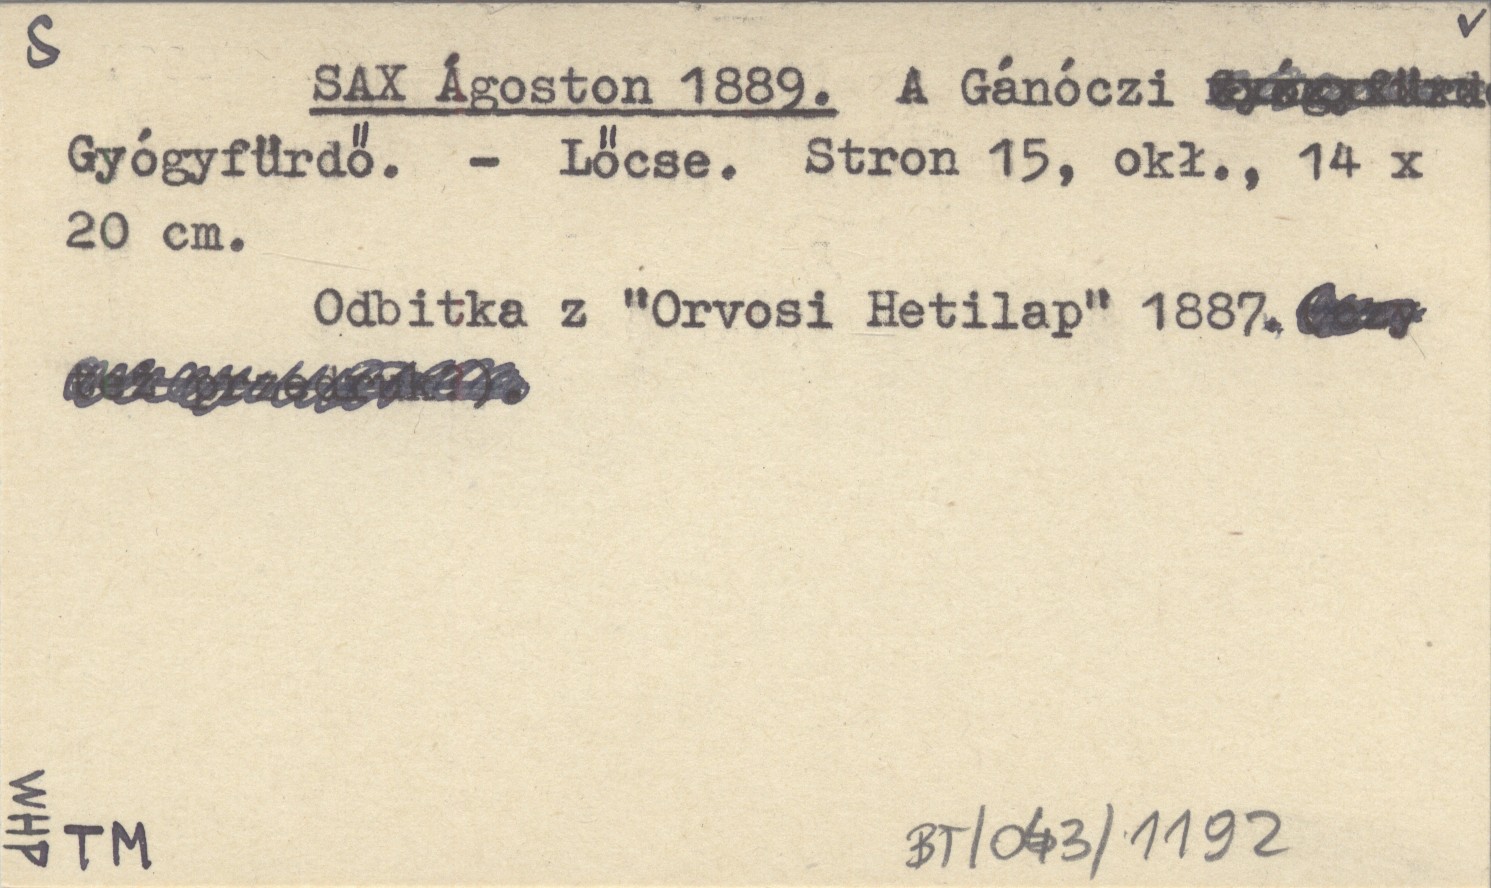 S
✓
SAX Ágoston 1889. A Gánóczi
Gyógyfürdő. - Lőcse. Stron 15, okł., 14 x
20 cm.
Odbitka z "Orvosi Hetilap" 1887.
WHP
TM
BT/043/1192